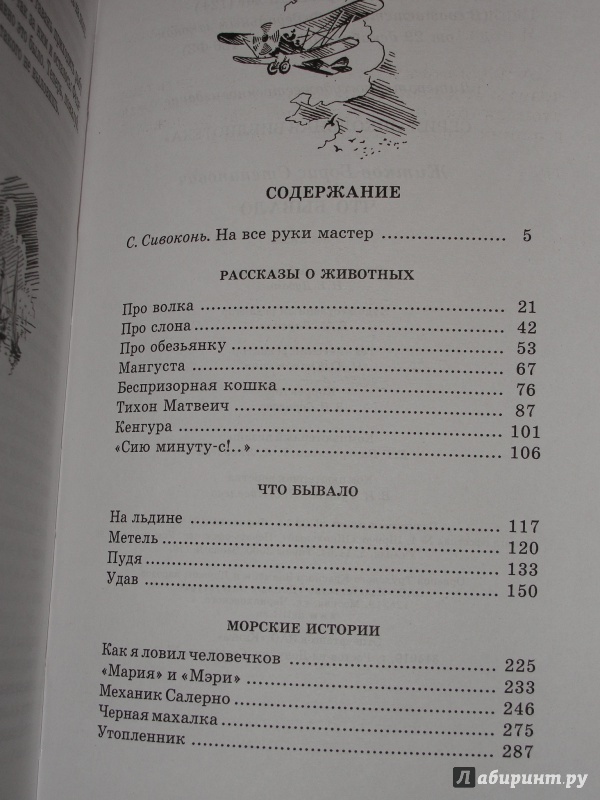 СОДЕРЖАНИЕ
С. Сивоконь. На все руки мастер ........................ 5
РАССКАЗЫ О ЖИВОТНЫХ
Про волка ........................ 21
Про слона ........................ 42
Про обезьянку ........................ 53
Мангуста ........................ 67
Беспризорная кошка ........................ 76
Тихон Матвеич ........................ 87
Кенгура ........................ 101
«Сию минуту-с!..» ........................ 106
ЧТО БЫВАЛО
На льдине ........................ 117
Метель ........................ 120
Пудя ........................ 133
Удав ........................ 150
МОРСКИЕ ИСТОРИИ
Как я ловил человечков ........................ 225
«Мария» и «Мэри» ........................ 233
Механик Салерно ........................ 246
Черная махалка ........................ 275
Утопленник ........................ 287
Лабиринт.ру